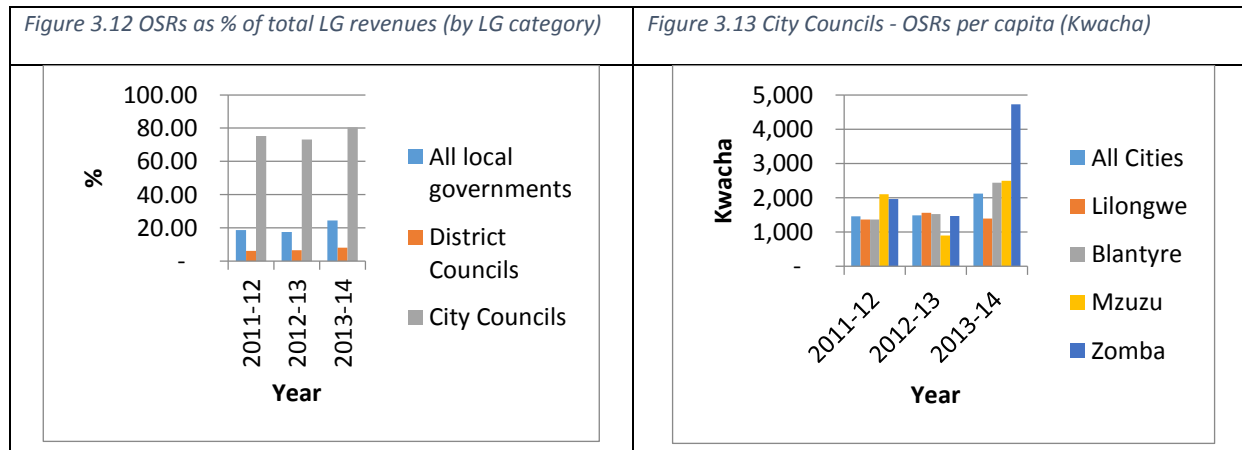 Figure 3.12 OSRs as % of total LG revenues (by LG category)
100.00
80.00
60.00
40.00
20.00
-
%
2011-12
2012-13
2013-14
Year
All local
governments
District
Councils
City Councils
Figure 3.13 City Councils - OSRs per capita (Kwacha)
5,000
4,000
3,000
2,000
1,000
-
Kwacha
2011-12
2012-13
2013-14
Year
All Cities
Lilongwe
Blantyre
Mzuzu
Zomba